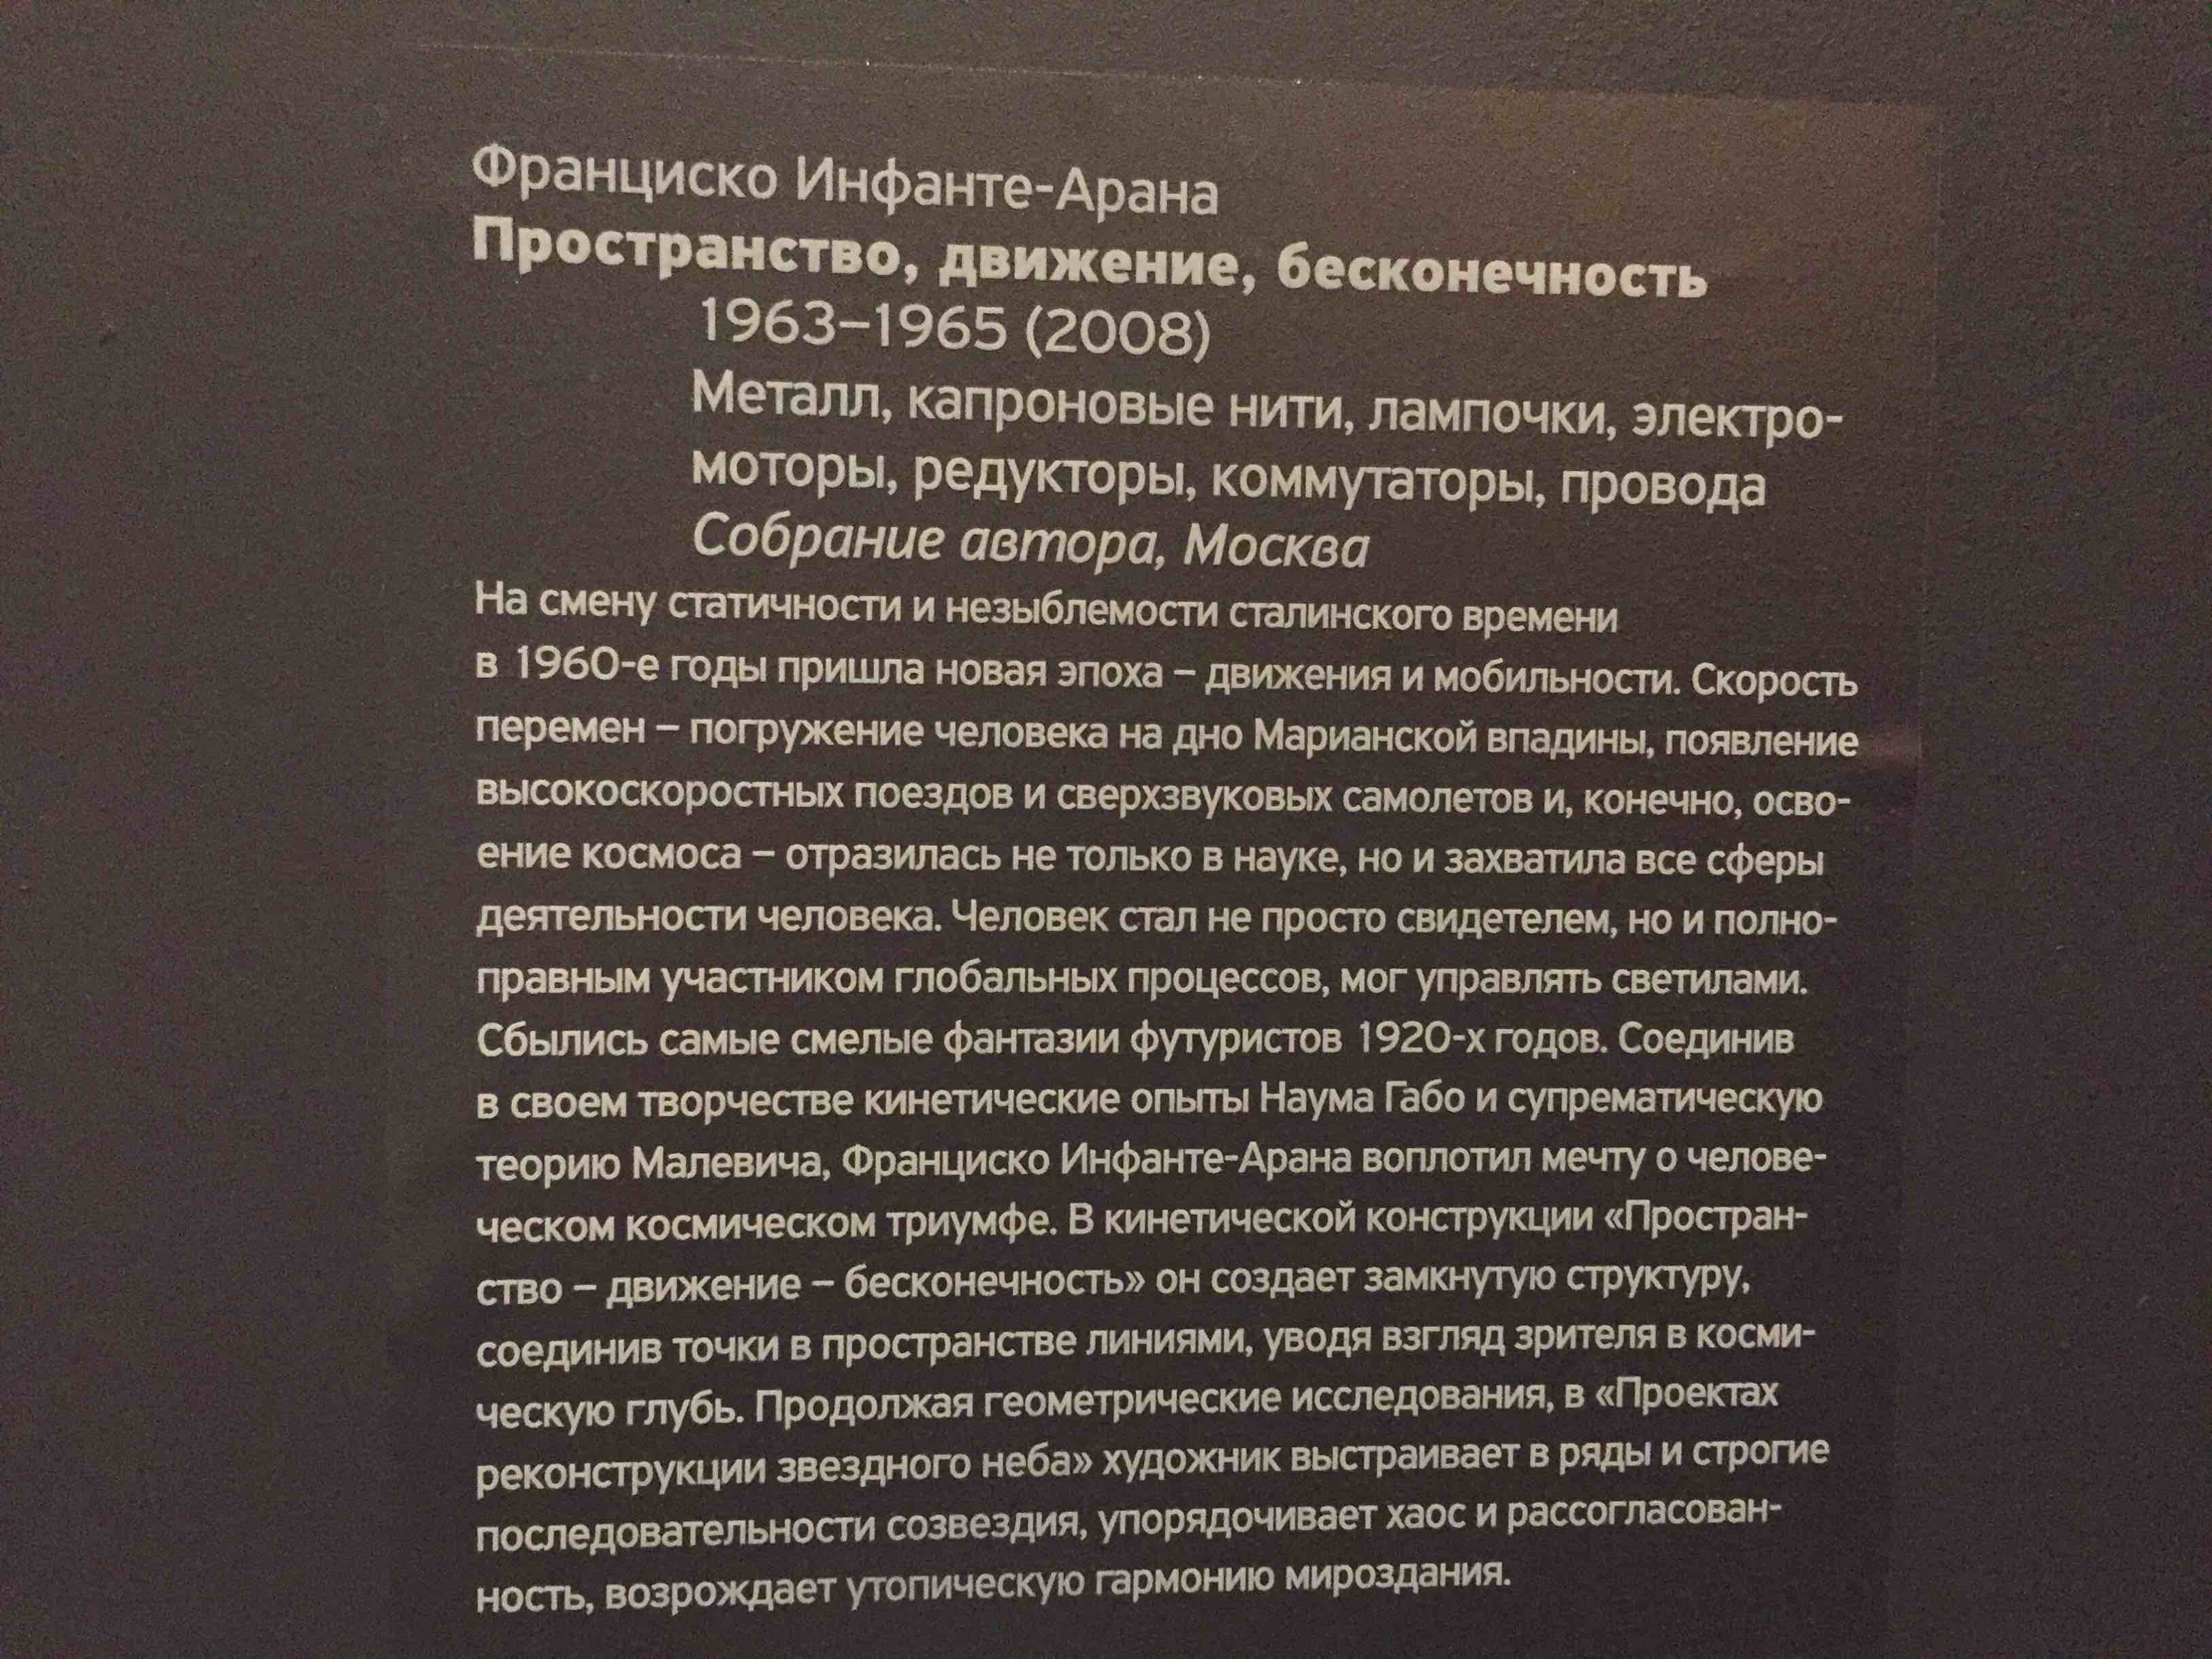 Франциско Инфанте-Арана
Пространство, движение, бесконечность
1963–1965 (2008)
Металл, капроновые нити, лампочки, электро-
моторы, редукторы, коммутаторы, провода
Собрание автора, Москва
На смену статичности и незыблемости сталинского времени
в 1960-е годы пришла новая эпоха – движения и мобильности. Скорость
перемен – погружение человека на дно Марианской впадины, появление
высокоскоростных поездов и сверхзвуковых самолетов и, конечно, осво-
ение космоса – отразилась не только в науке, но и захватила все сферы
деятельности человека. Человек стал не просто свидетелем, но и полно-
правным участником глобальных процессов, мог управлять светилами.
Сбылись самые смелые фантазии футуристов 1920-х годов. Соединив
в своем творчестве кинетические опыты Наума Габо и супрематическую
теорию Малевича, Франциско Инфанте-Арана воплотил мечту о челове-
ческом космическом триумфе. В кинетической конструкции «Простран-
ство – движение – бесконечность» он создает замкнутую структуру,
соединив точки в пространстве линиями, уводя взгляд зрителя в косми-
ческую глубь. Продолжая геометрические исследования, в «Проектах
реконструкции звездного неба» художник выстраивает в ряды и строгие
последовательности созвездия, упорядочивает хаос и рассогласован-
ность, возрождает утопическую гармонию мироздания.